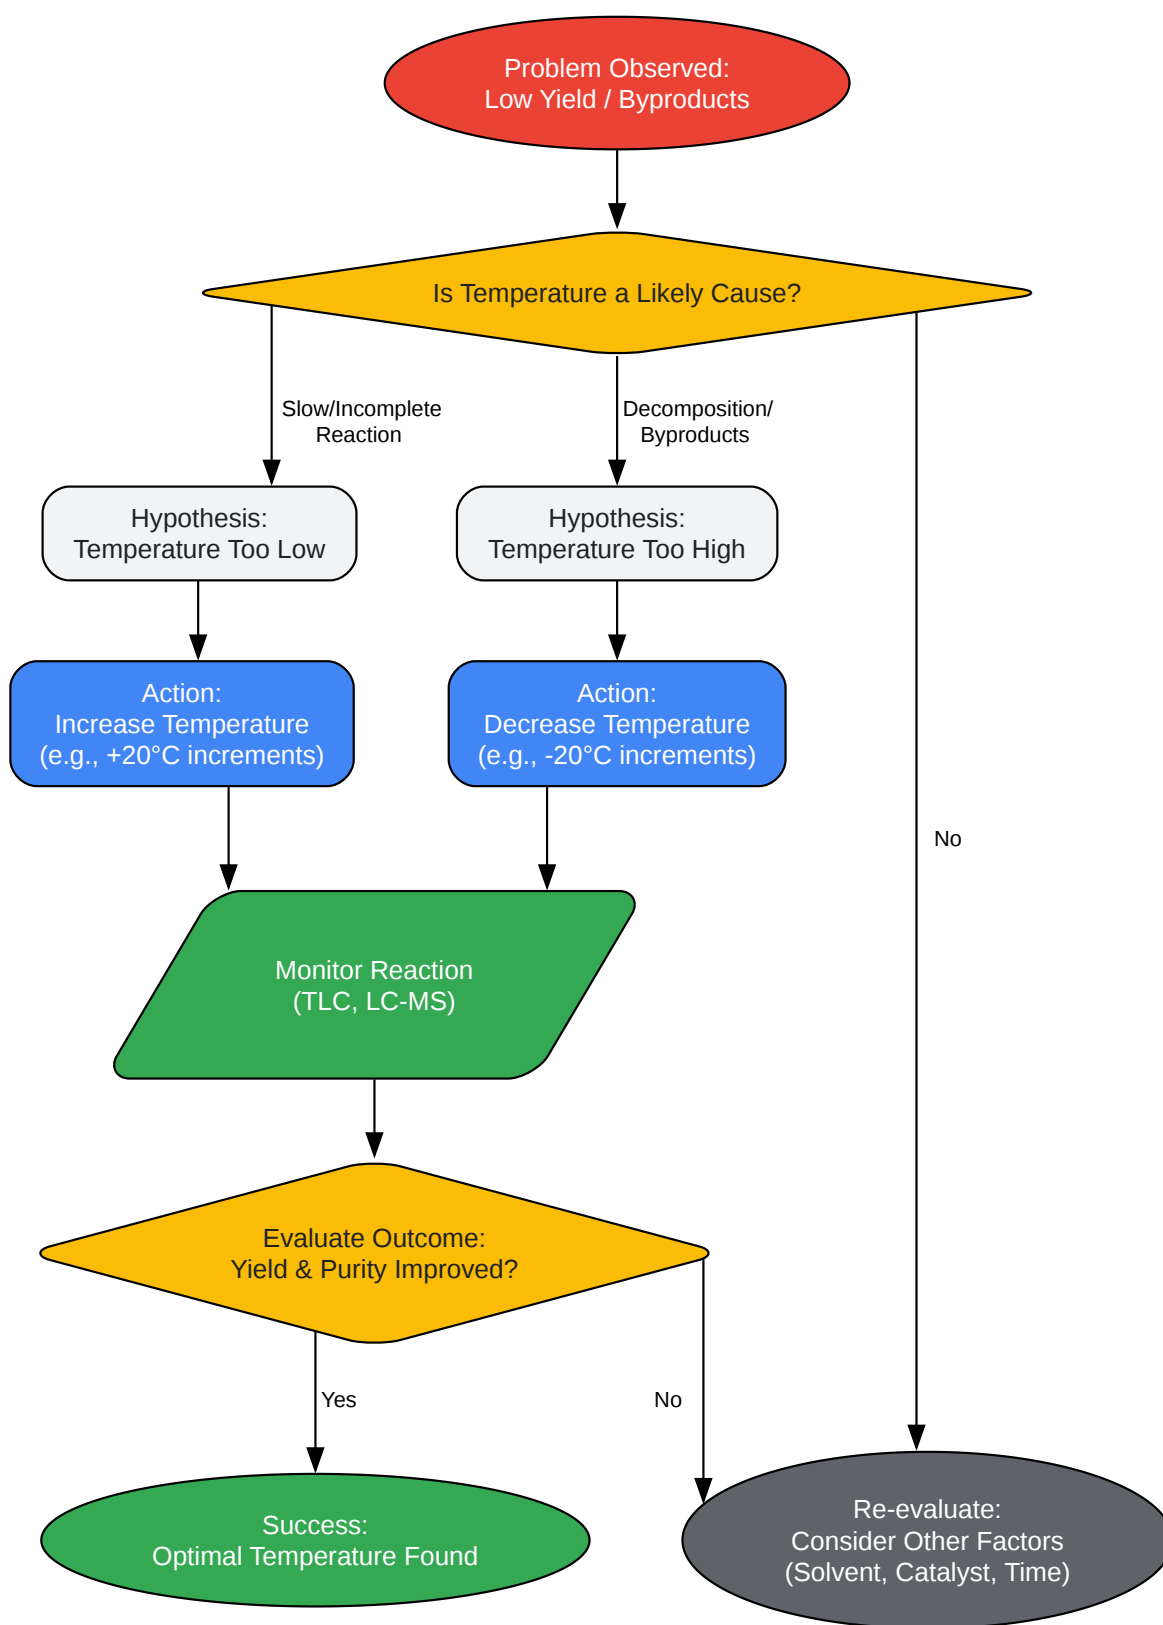 Problem Observed:
Low Yield / Byproducts
Is Temperature a Likely Cause?
Slow/Incomplete
Reaction
Decomposition/
Byproducts
Hypothesis:
Temperature Too Low
Hypothesis:
Temperature Too High
Action:
Increase Temperature
(e.g., +20°C increments)
Action:
Decrease Temperature
(e.g., -20°C increments)
No
Monitor Reaction
(TLC, LC-MS)
Evaluate Outcome:
Yield & Purity Improved?
Yes
No
Success:
Optimal Temperature Found
Re-evaluate:
Consider Other Factors
(Solvent, Catalyst, Time)